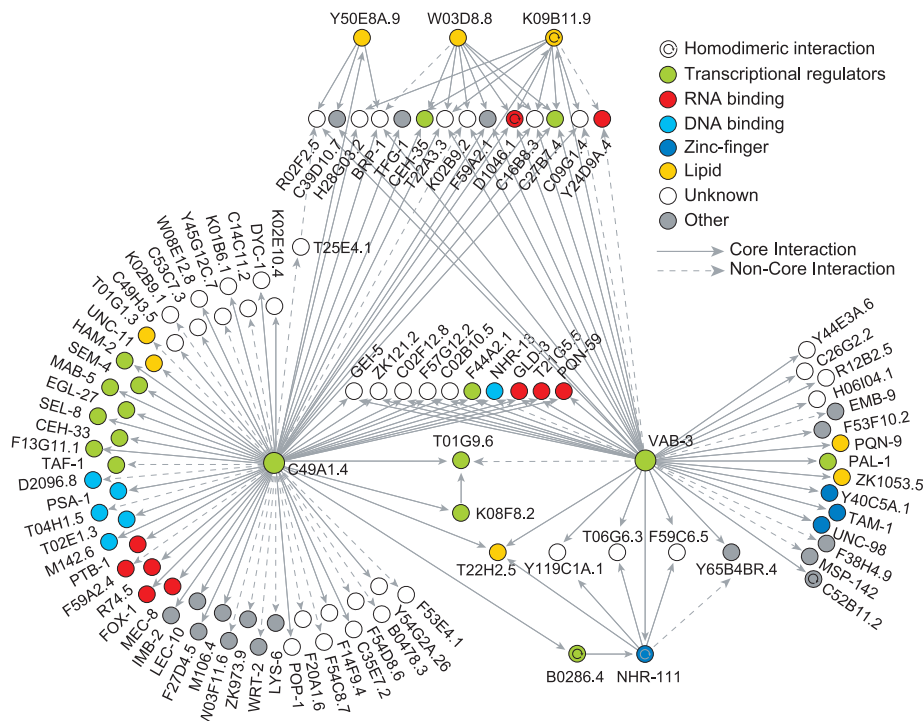 Y50E8A.9
W03D8.8
K09B11.9
Homodimeric interaction
Transcriptional regulators
RNA binding
DNA binding
Zinc-finger
Lipid
Unknown
Other
Core Interaction
Non-Core Interaction
R02F2.5
C39D10.7
H28G03.2
BRP-1
TFG-1
CEH-35
T22A3.3
K02B9.2
F59A2.1
D1046.1
C16B8.3
C27B7.4
C09G1.4
Y24D9A.4
T25E4.1
K02E10.4
DYC-1
C14C11.2
K01B6.1
Y45G12C.7
W08E12.8
C53C7.3
K02B9.1
C49H3.5
T01G1.3
UNC-11
HAM-2
SEM-4
MAB-5
EGL-27
SEL-8
CEH-33
F13G11.1
TAF-1
D2096.8
PSA-1
T04H1.5
T02E1.3
M142.6
PTB-1
F59A2.4
R74.5
FOX-1
MEC-8
IMB-2
LEC-10
F27D4.5
M106.4
W03F11.6
ZK973.9
WRT-2
LYS-6
POP-1
F20A1.6
F54C8.7
F14F9.4
C35E7.2
F54D8.6
B0478.3
Y54G2A.26
F53E4.1
C49A1.4
GEI-5
ZK121.2
C02F12.8
F57G12.2
C02B10.5
F44A2.1
NHR-13
GLD-3
T21G5.5
PQN-59
T01G9.6
VAB-3
K08F8.2
T22H2.5
Y119C1A.1
T06G6.3
F59C6.5
Y65B4BR.4
B0286.4
NHR-111
Y44E3A.6
C26G2.2
R12B2.5
H06I04.1
EMB-9
F53F10.2
PQN-9
PAL-1
ZK1053.5
Y40C5A.1
TAM-1
UNC-98
F38H4.9
MSP-142
C52B11.2